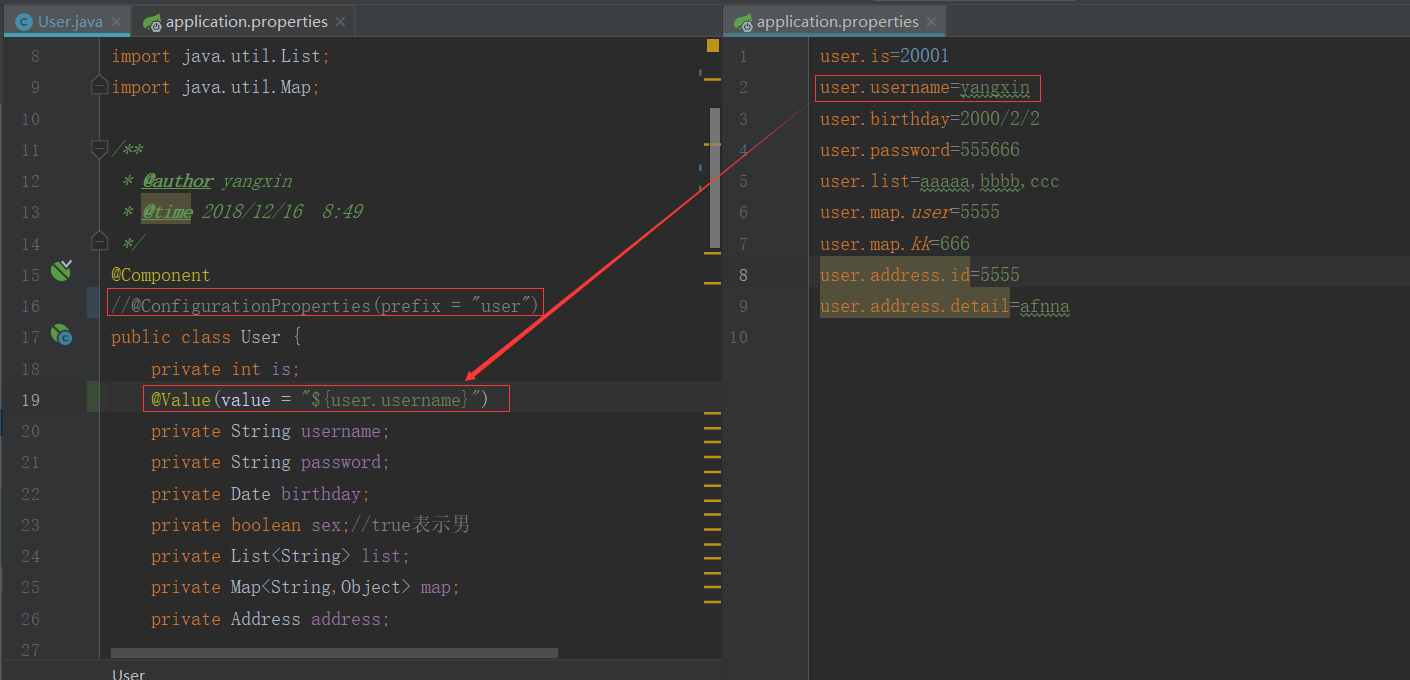 User.java
application.properties
8 import java.util.List;
9 import java.util.Map;
10
11 /**
12 * @author yangxin
13 * @time 2018/12/16 8:49
14 */
15 @Component
16 //@ConfigurationProperties(prefix = "user")
17 public class User {
18 private int is;
19 @Value(value = "${user.username}")
20 private String username;
21 private String password;
22 private Date birthday;
23 private boolean sex;//true表示男
24 private List<String> list;
25 private Map<String,Object> map;
26 private Address address;
27
User
application.properties
1 user.is=20001
2 user.username=yangxin
3 user.birthday=2000/2/2
4 user.password=555666
5 user.list=aaaaa,bbbb,ccc
6 user.map.user=5555
7 user.map.kk=666
8 user.address.id=5555
9 user.address.detail=afnna
10